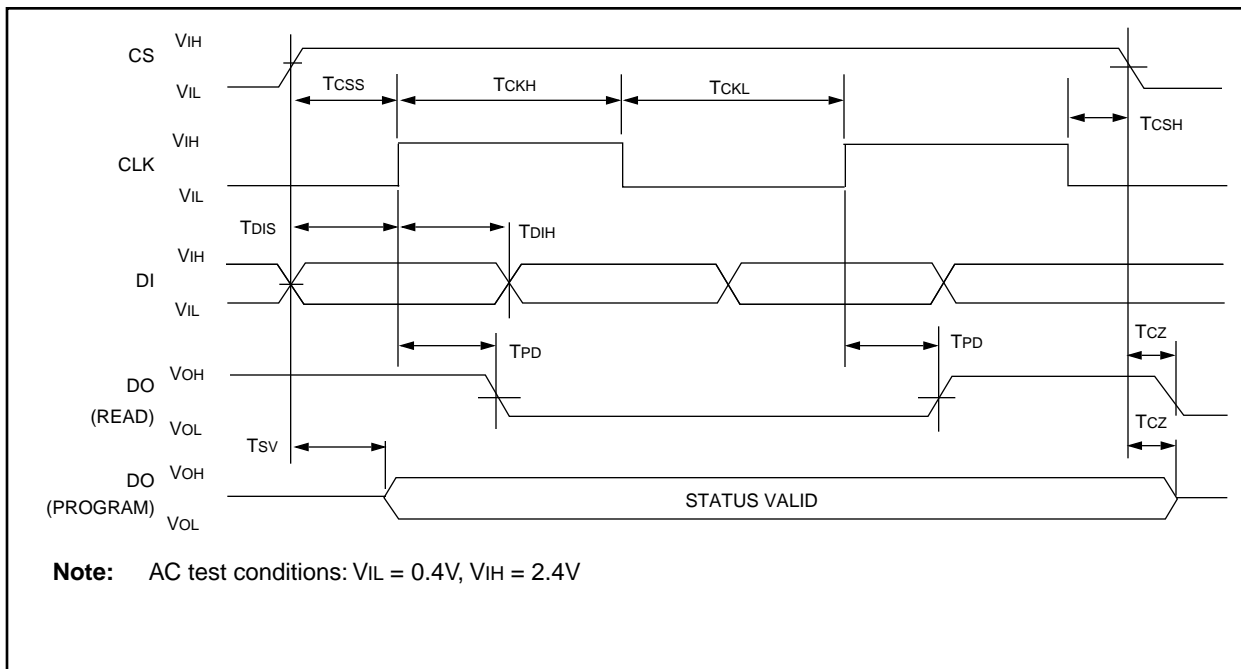 CS
VIH
VIL
TCSS
TCKH
TCKL
TCSH
CLK
VIH
VIL
TDIS
TDIH
DI
VIH
VIL
TPD
TPD
TCZ
DO
(READ)
VOH
VOL
TCZ
TSV
DO
(PROGRAM)
VOH
VOL
STATUS VALID
Note: AC test conditions: VIL = 0.4V, VIH = 2.4V